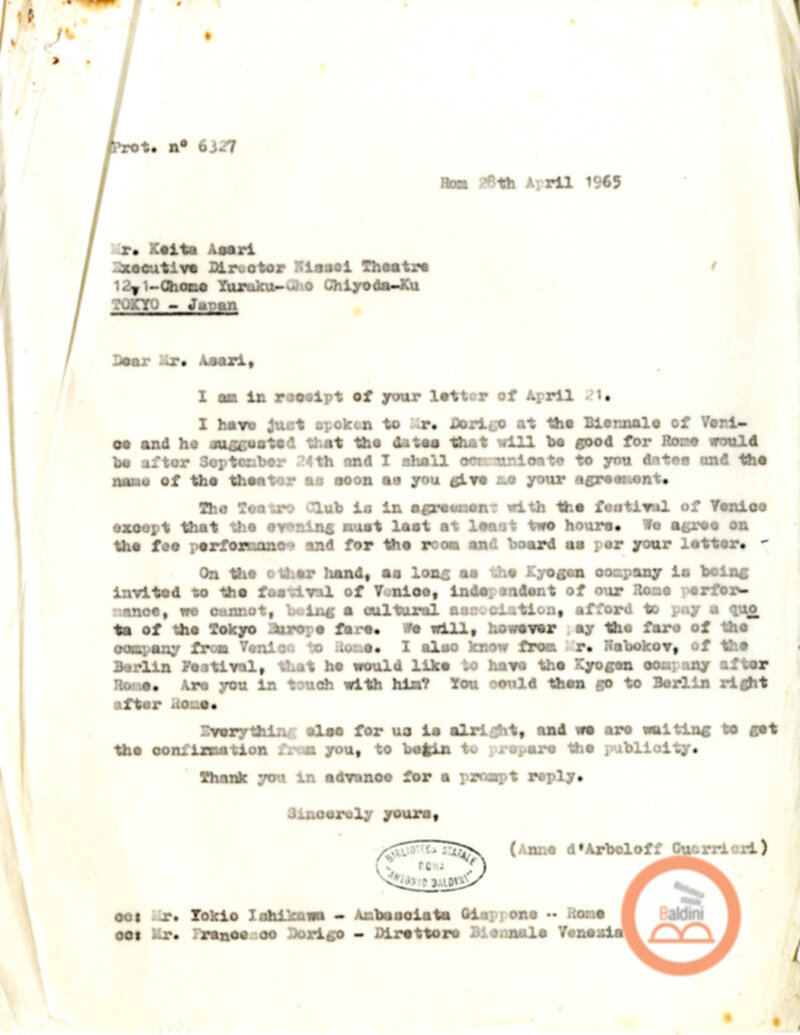 Prot. nº 6327
Rom 28th April 1965
Mr. Keita Asari
Executive Director Nissei Theatre
12,1-Chome Yuraku-Cho Chiyoda-Ku
TOKYO - Japan
Dear Mr. Asari,
I am in receipt of your letter of April 21.
I have just spoken to Mr. Dorigo at the Biennale of Veni-
ce and he suggested that the dates that will be good for Rome would
be after September 24th and I shall communicate to you dates and the
name of the theater as soon as you give me your agreement.
The Teatro Club is in agreement with the festival of Venice
except that the evening must last at least two hours. We agree on
the fee performance and for the room and board as per your letter.
On the other hand, as long as the Kyogen company is being
invited to the festival of Venice, independent of our Rome perfor-
mance, we cannot, being a cultural association, afford to pay a quo
ta of the Tokyo Europe fare. We will, however pay the fare of the
company from Venice to Rome. I also know from Mr. Nabokov, of the
Berlin Festival, that he would like to have the Kyogen company after
Rome. Are you in touch with him? You could then go to Berlin right
after Rome.
Everything else for us is alright, and we are waiting to get
the confirmation from you, to begin to prepare the publicity.
Thank you in advance for a prompt reply.
Sincerely yours,
(Anne d'Arbeloff Guerrieri)
BIBLIOTECA STATALE
ROMA
"ANTONIO BALDINI"
cc: Mr. Yokio Ishikawa - Ambasciata Giappone -- Rome
cc: Mr. Francesco Dorigo - Direttore Biennale Venezia
Biblioteca
statale
Baldini